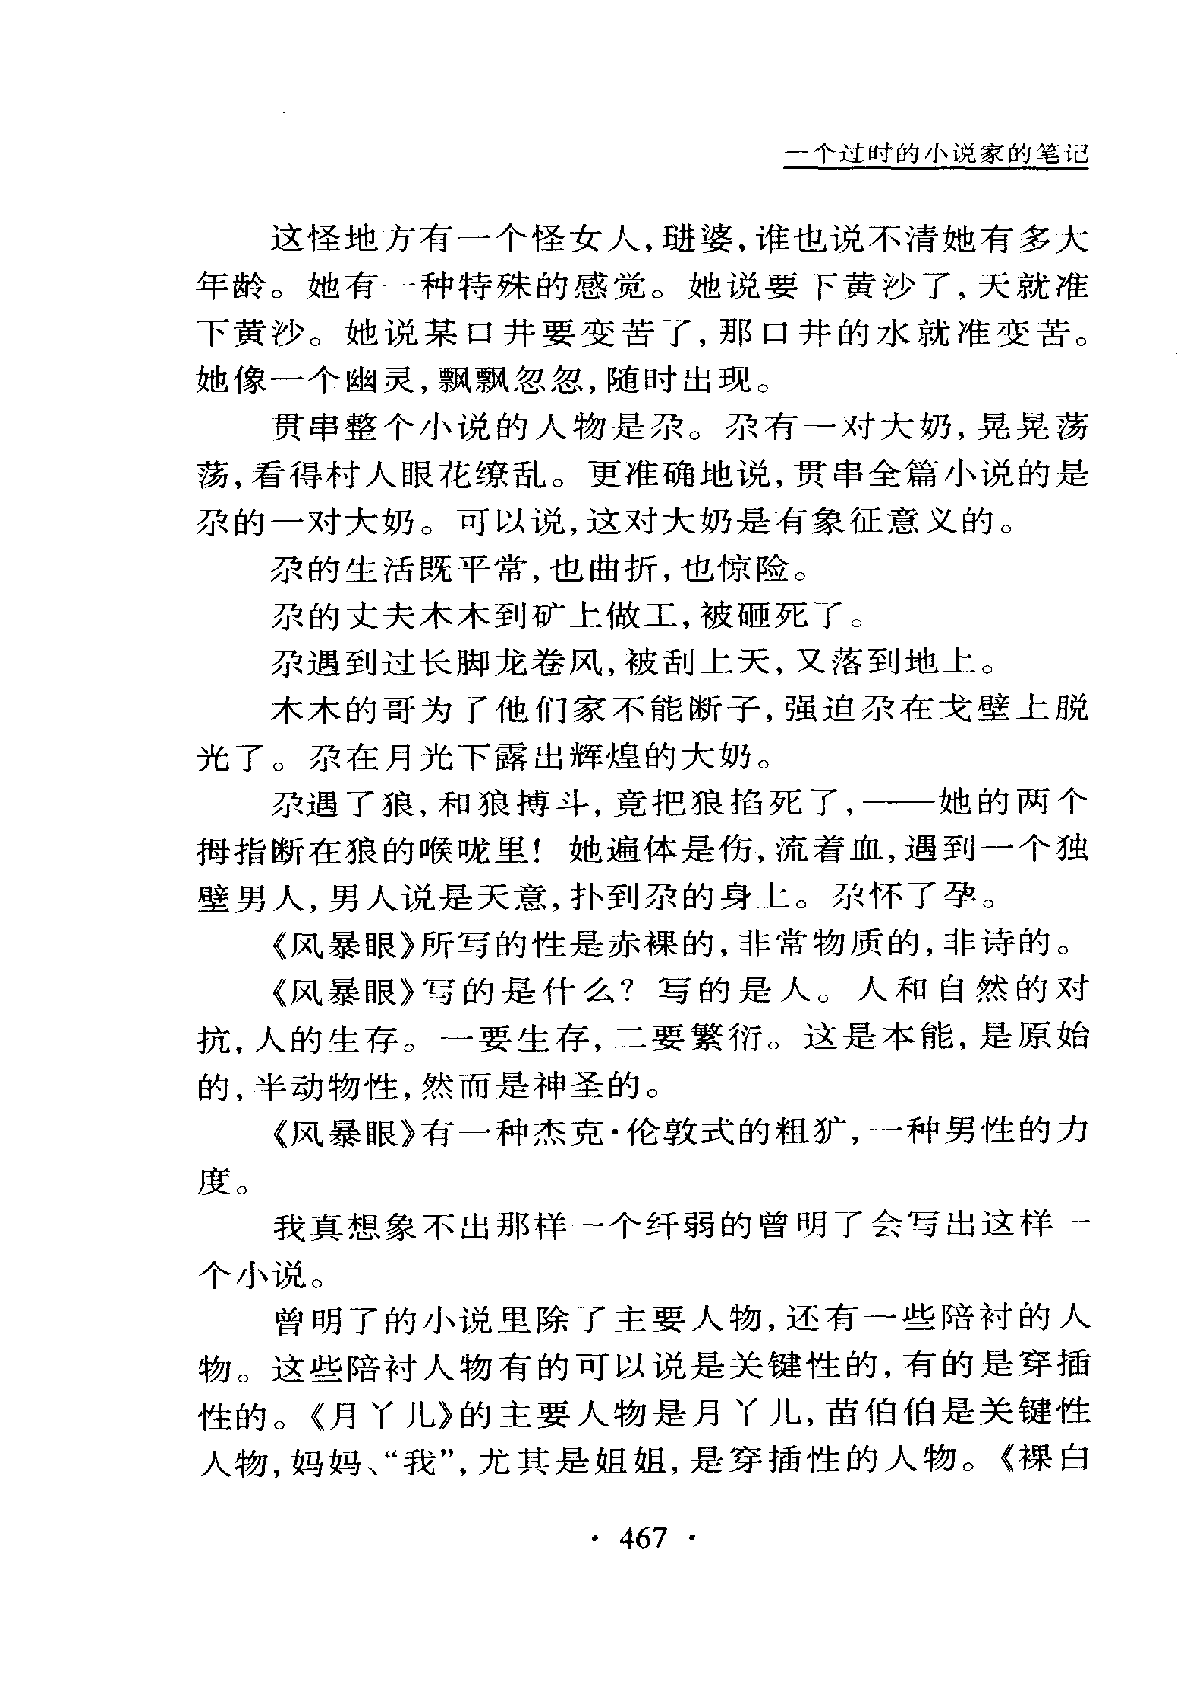 一个过时的小说家的笔记
这怪地方有一个怪女人,琎婆,谁也说不清她有多大
年龄。她有一种特殊的感觉。她说要下黄沙了,天就准
下黄沙。她说某口井要变苦了,那口井的水就准变苦。
她像一个幽灵,飘飘忽忽,随时出现。
贯串整个小说的人物是尕。尕有一对大奶,晃晃荡
荡,看得村人眼花缭乱。更准确地说,贯串全篇小说的是
尕的一对大奶。可以说,这对大奶是有象征意义的。
尕的生活既平常,也曲折,也惊险。
尕的丈夫木木到矿上做工,被砸死了。
尕遇到过长脚龙卷风,被刮上天,又落到地上。
木木的哥为了他们家不能断子,强迫尕在戈壁上脱
光了。尕在月光下露出辉煌的大奶。
尕遇了狼,和狼搏斗,竟把狼掐死了,——她的两个
拇指断在狼的喉咙里!她遍体是伤,流着血,遇到一个独
壁男人,男人说是天意,扑到尕的身上。尕怀了孕。
《风暴眼》所写的性是赤裸的,非常物质的,非诗的。
《风暴眼》写的是什么?写的是人。人和自然的对
抗,人的生存。一要生存,二要繁衍。这是本能,是原始
的,半动物性,然而是神圣的。
《风暴眼》有一种杰克·伦敦式的粗犷,一种男性的力
度。
我真想象不出那样一个纤弱的曾明了会写出这样一
个小说。
曾明了的小说里除了主要人物,还有一些陪衬的人
物。这些陪衬人物有的可以说是关键性的,有的是穿插
性的。《月丫儿》的主要人物是月丫儿,苗伯伯是关键性
人物,妈妈、“我”,尤其是姐姐,是穿插性的人物。《裸白
· 467 ·